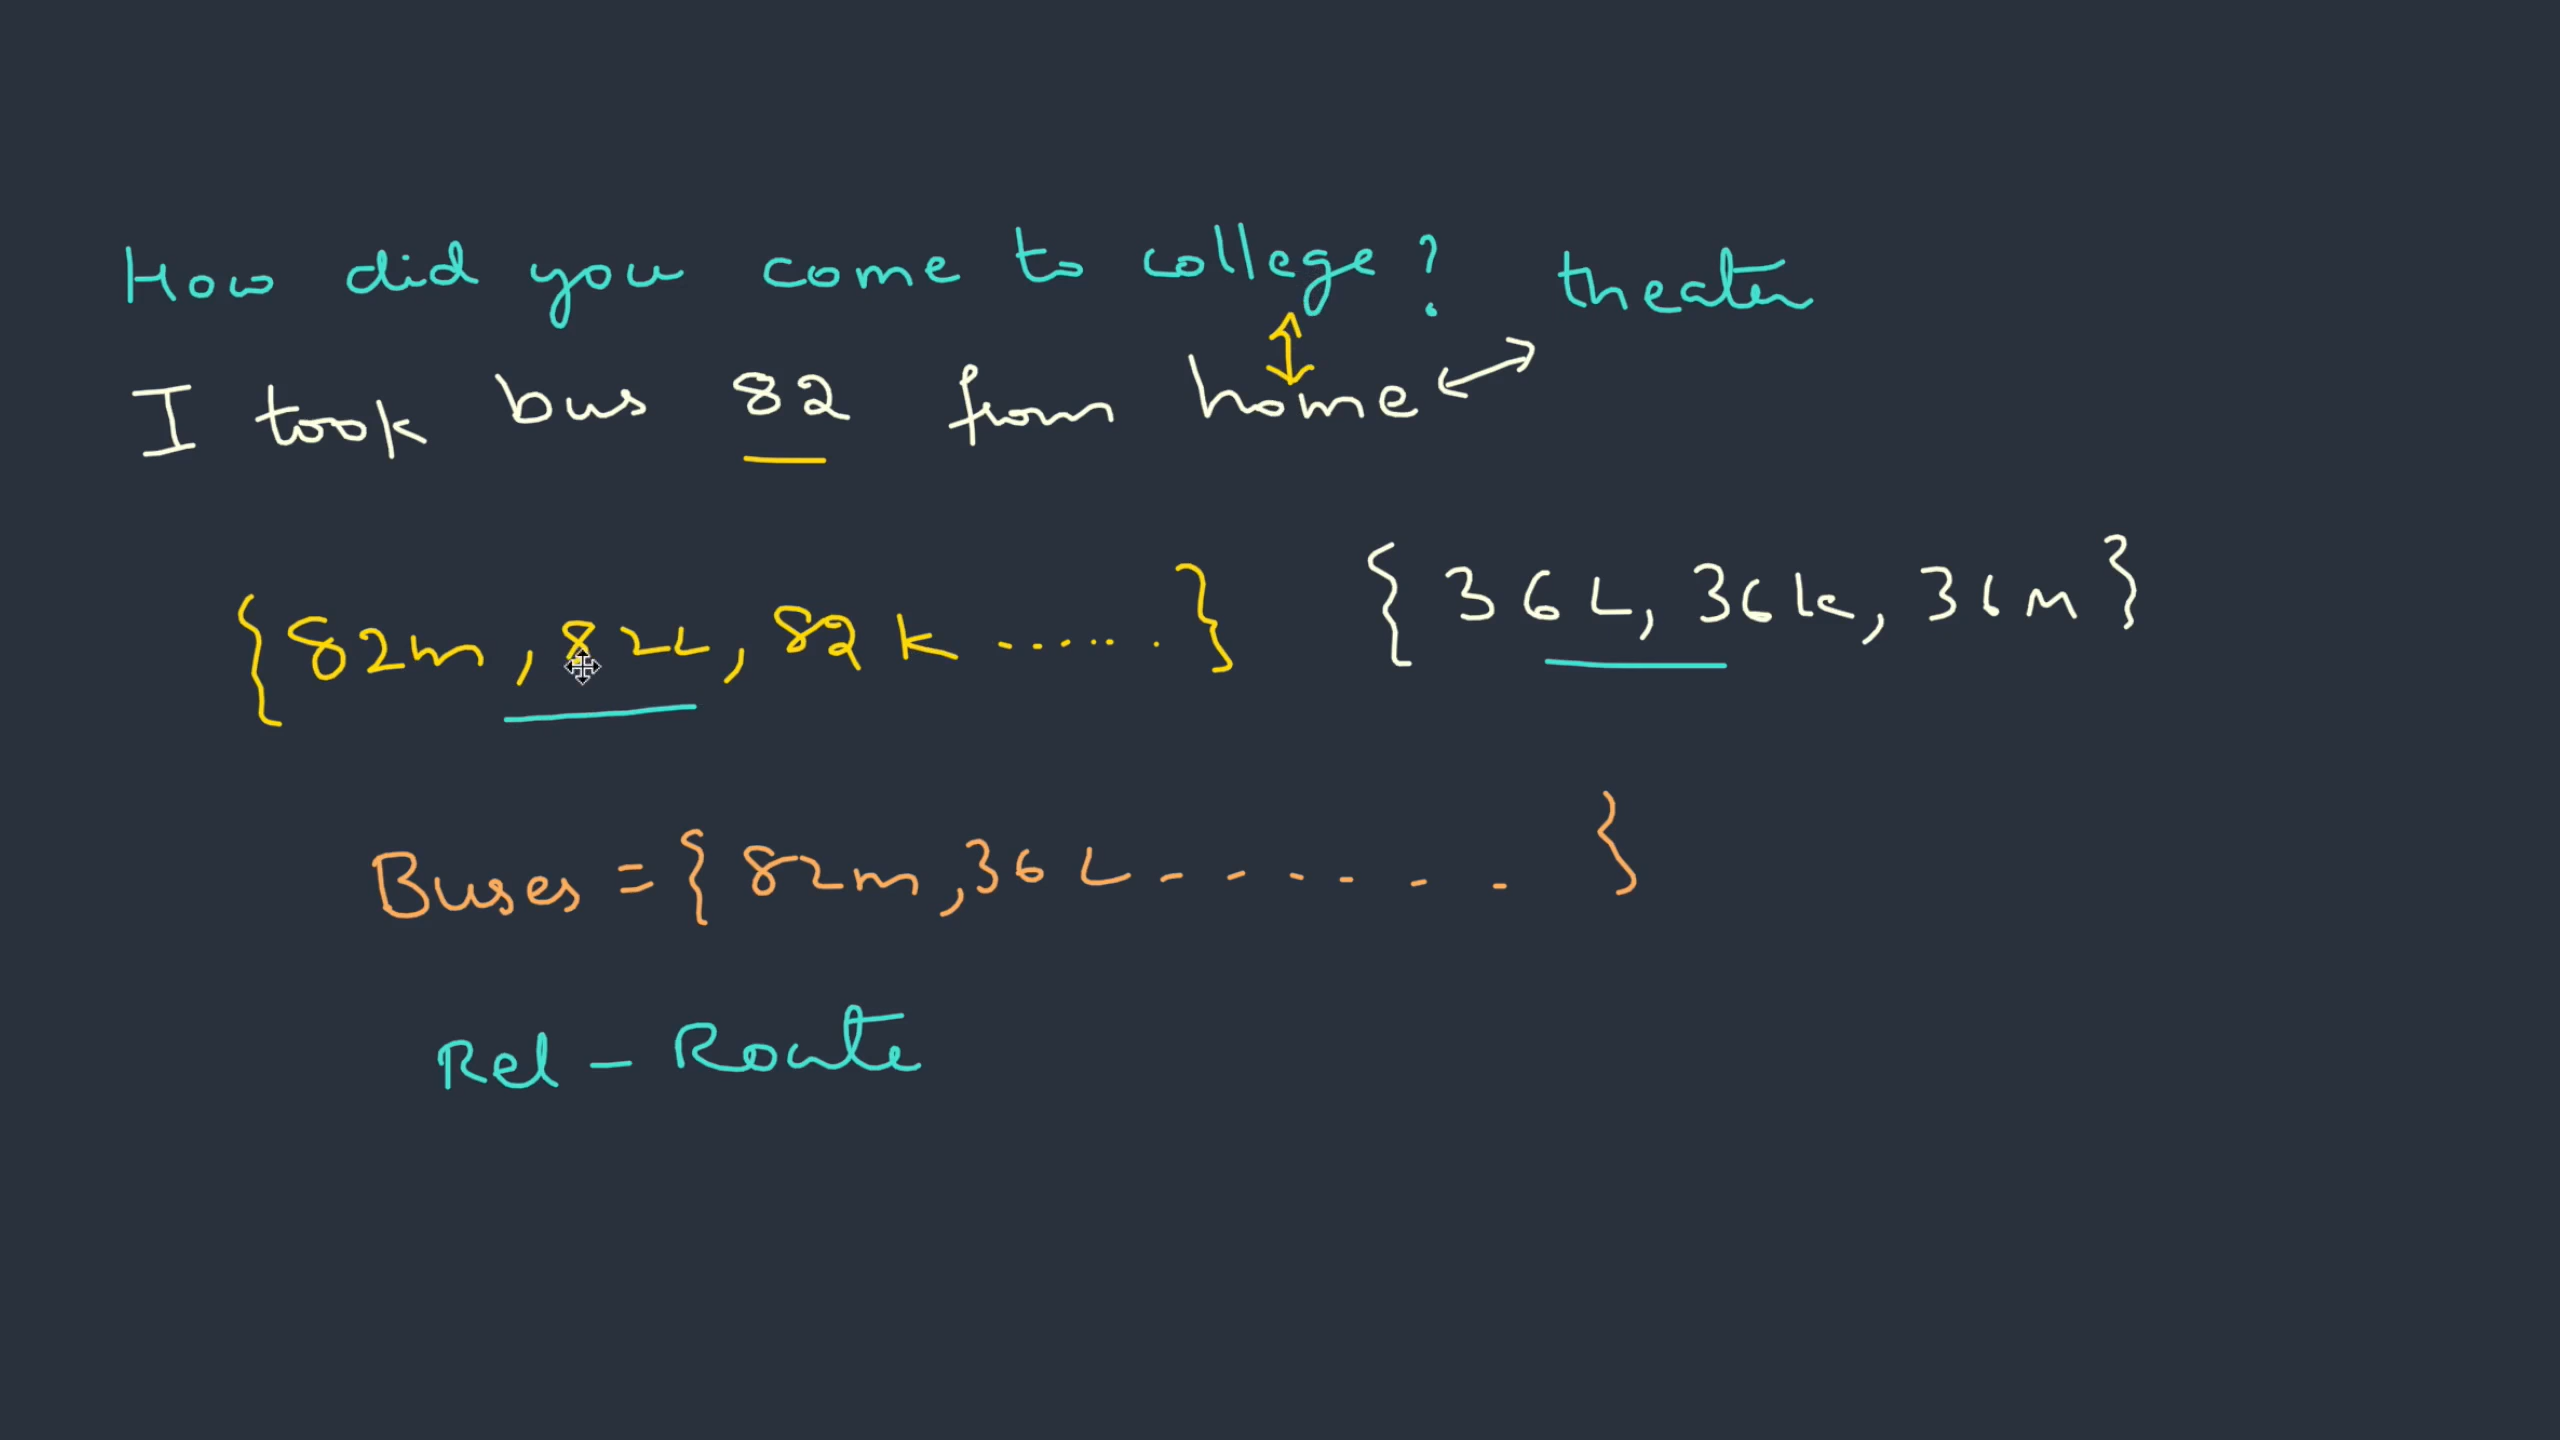 How did you come to college? theater
I took bus 82 from home
{82m, 82L, 82k ...... } {36L, 36k, 36m}
Buses = {82m, 36L - - - - - - }
Rel - Route